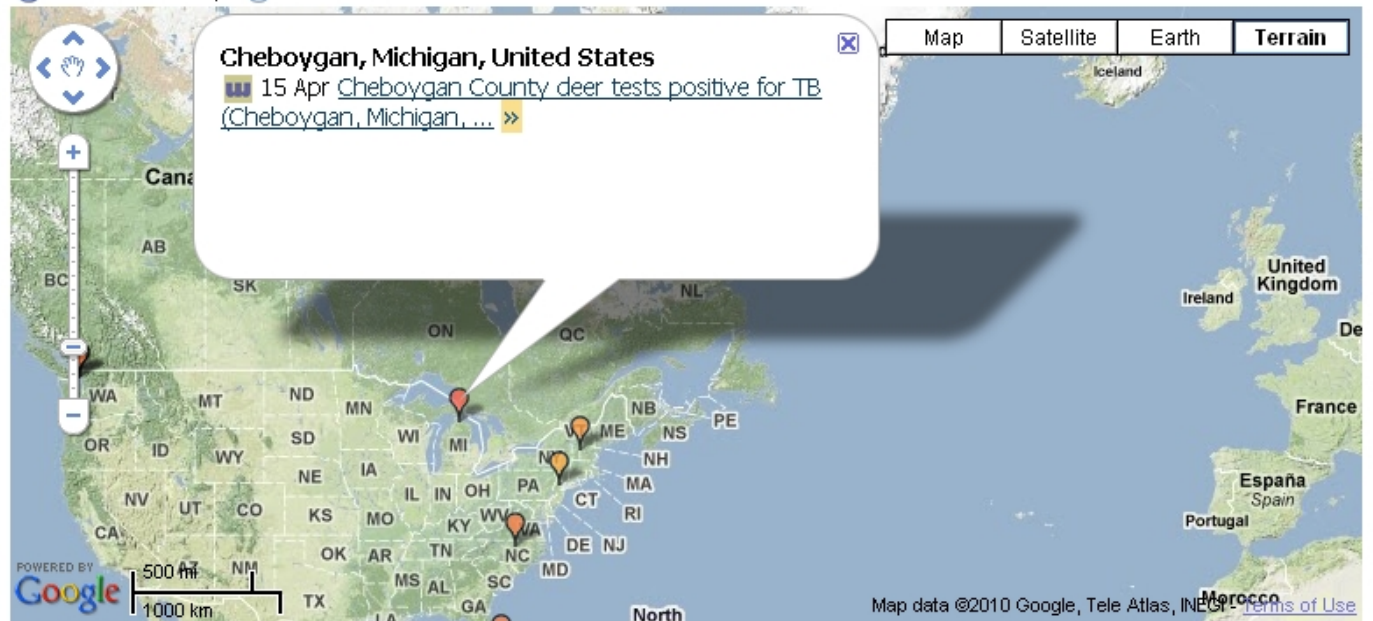 Cheboygan, Michigan, United States
15 Apr Cheboygan County deer tests positive for TB
(Cheboygan, Michigan, ... »
Map
Satellite
Earth
Terrain
Iceland
AB
BC
SK
NL
ON
QC
United
Kingdom
Ireland
WA
MT
ND
MN
NB
PE
France
OR
ID
SD
WI
MI
VT
ME
NS
WY
NE
IA
NY
NH
NV
UT
CO
IL
IN
OH
PA
MA
CT
España
Spain
CA
KS
MO
KY
WV
VA
RI
Portugal
OK
AR
TN
NC
DE
NJ
MD
POWERED BY
Google
500 mi
AZ
NM
MS
AL
SC
1000 km
TX
LA
GA
North
Morocco
Map data ©2010 Google, Tele Atlas, INEGI - Terms of Use